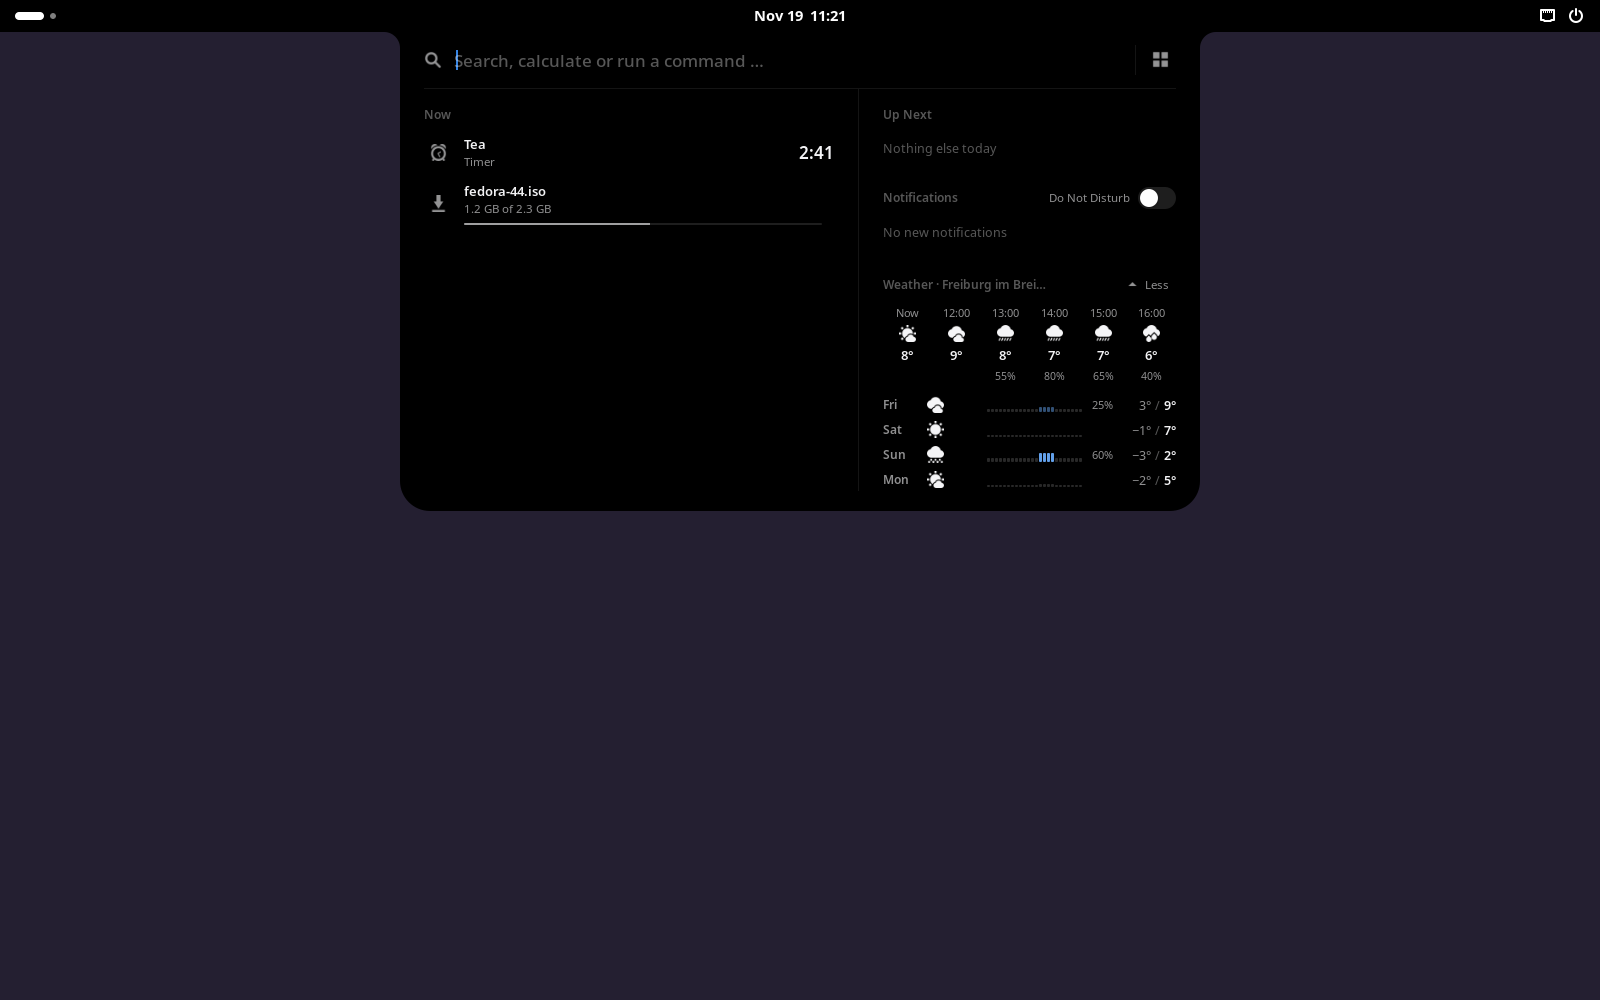 Nov 19 11:21
Search, calculate or run a command ...
Now
Tea
Timer
2:41
fedora-44.iso
1.2 GB of 2.3 GB
Up Next
Nothing else today
Notifications
Do Not Disturb
No new notifications
Weather · Freiburg im Brei...
Less
Now 12:00 13:00 14:00 15:00 16:00
8° 9° 8° 7° 7° 6°
55% 80% 65% 40%
Fri 25% 3° / 9°
Sat −1° / 7°
Sun 60% −3° / 2°
Mon −2° / 5°